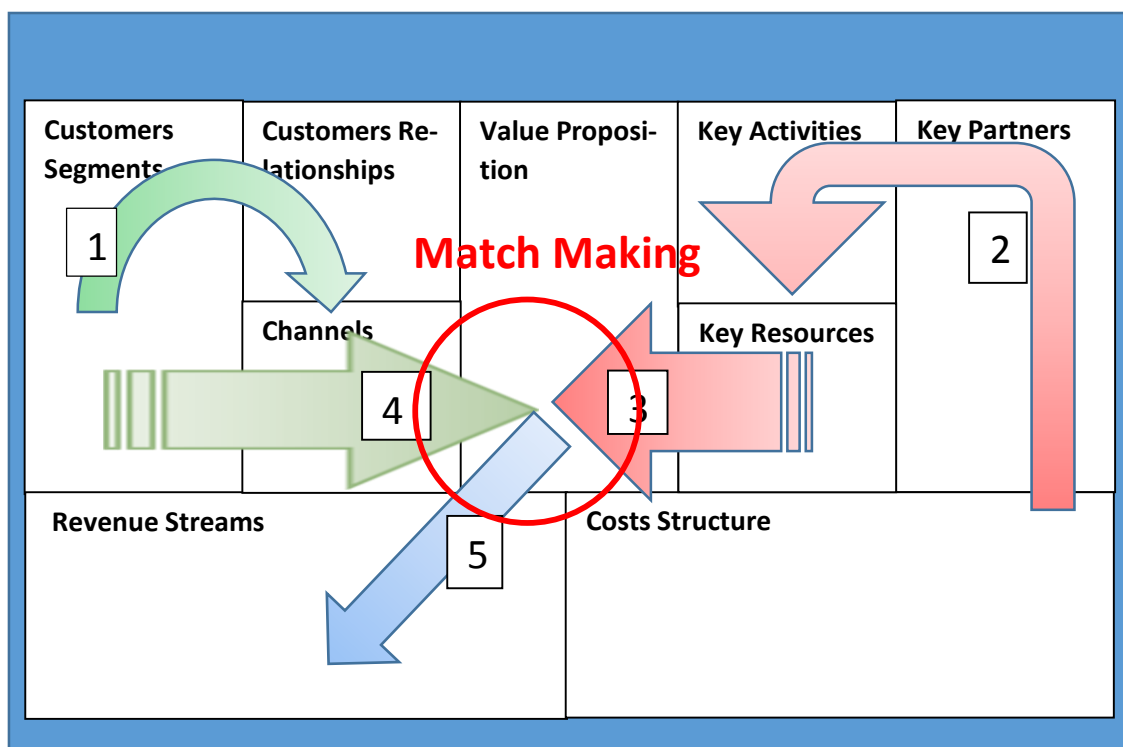 Customers
Segments
Customers Re-
lationships
Value Proposi-
tion
Key Activities
Key Partners
1
2
Match Making
Channels
Key Resources
4
3
Revenue Streams
Costs Structure
5